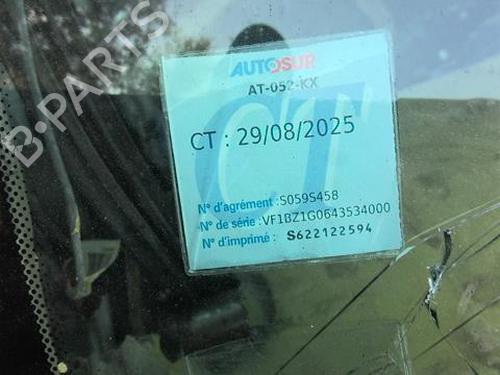 AUTOSUR
AT-052-KX
CT : 29/08/2025
CT
N° d'agrément : S059S458
N° de série : VF1BZ1G0643534000
N° d'imprimé : S622122594
B-PARTS